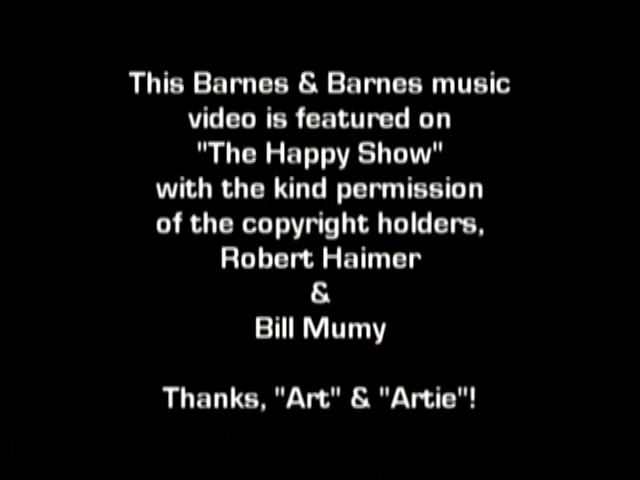 This Barnes & Barnes music
video is featured on
"The Happy Show"
with the kind permission
of the copyright holders,
Robert Haimer
&
Bill Mumy
Thanks, "Art" & "Artie"!